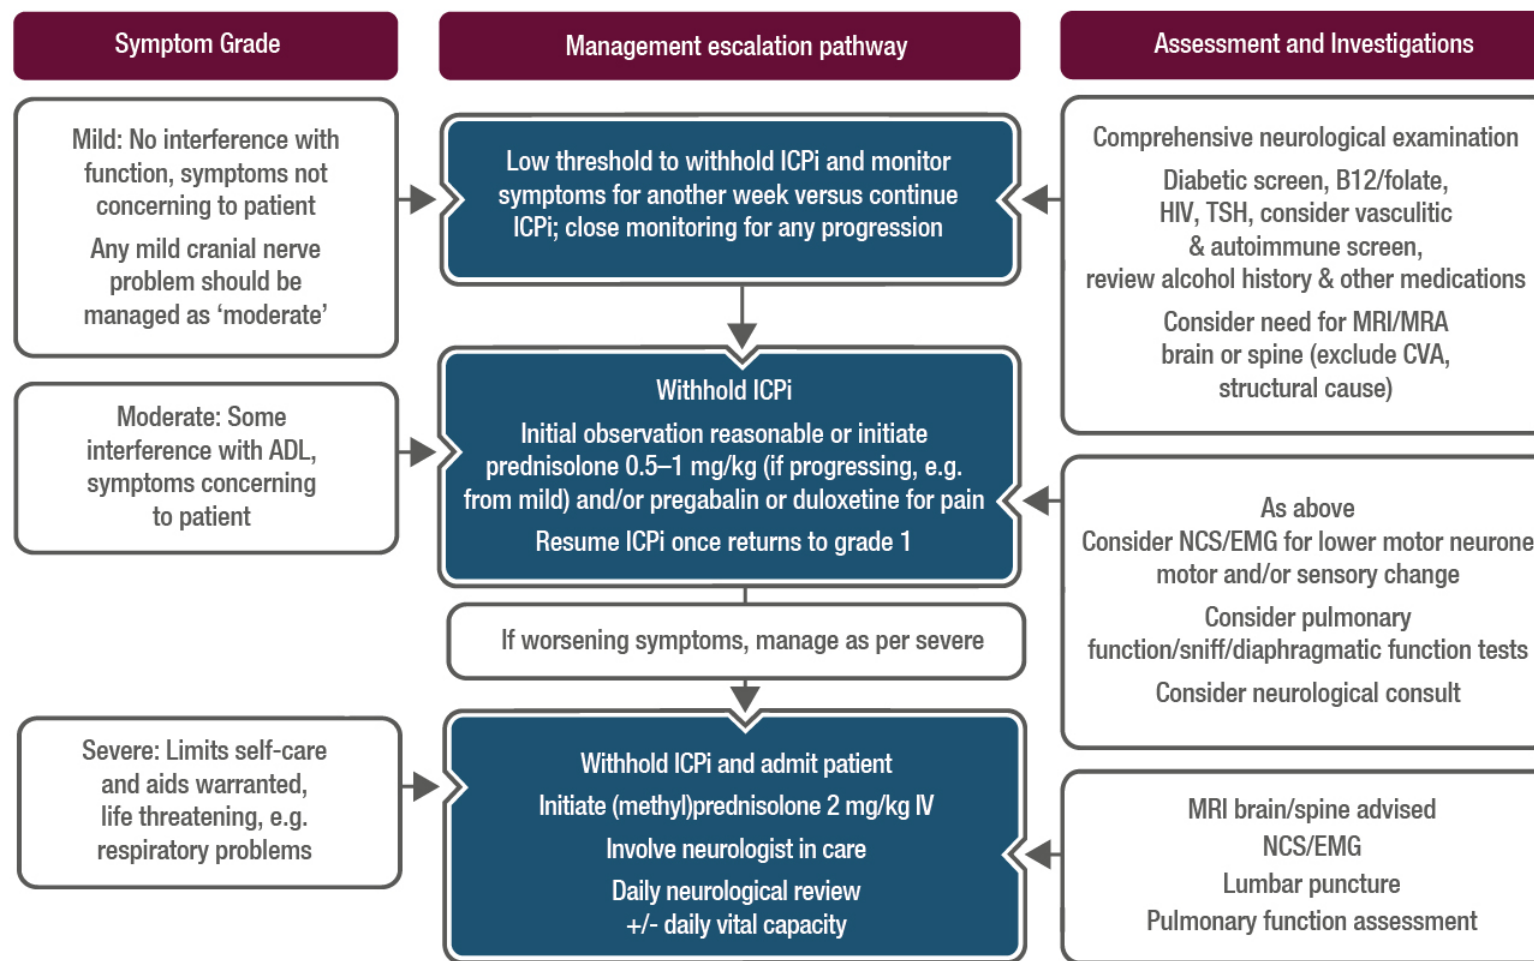 Symptom Grade
Management escalation pathway
Assessment and Investigations
Mild: No interference with
function, symptoms not
concerning to patient
Any mild cranial nerve
problem should be
managed as ‘moderate’
Low threshold to withhold ICPi and monitor
symptoms for another week versus continue
ICPi; close monitoring for any progression
Comprehensive neurological examination
Diabetic screen, B12/folate,
HIV, TSH, consider vasculitic
& autoimmune screen,
review alcohol history & other medications
Consider need for MRI/MRA
brain or spine (exclude CVA,
structural cause)
Moderate: Some
interference with ADL,
symptoms concerning
to patient
Withhold ICPi
Initial observation reasonable or initiate
prednisolone 0.5–1 mg/kg (if progressing, e.g.
from mild) and/or pregabalin or duloxetine for pain
Resume ICPi once returns to grade 1
As above
Consider NCS/EMG for lower motor neurone
motor and/or sensory change
Consider pulmonary
function/sniff/diaphragmatic function tests
Consider neurological consult
If worsening symptoms, manage as per severe
Severe: Limits self-care
and aids warranted,
life threatening, e.g.
respiratory problems
Withhold ICPi and admit patient
Initiate (methyl)prednisolone 2 mg/kg IV
Involve neurologist in care
Daily neurological review
+/- daily vital capacity
MRI brain/spine advised
NCS/EMG
Lumbar puncture
Pulmonary function assessment